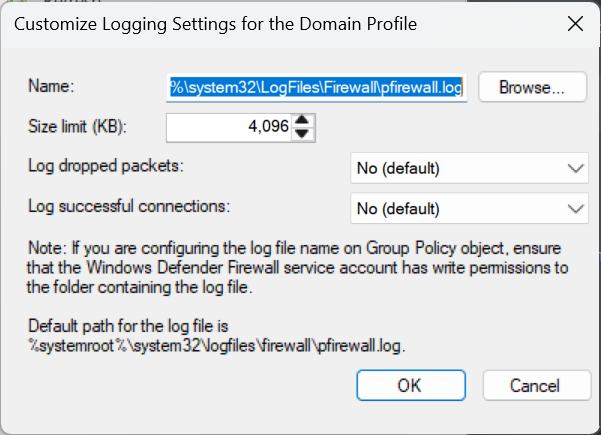 Customize Logging Settings for the Domain Profile
Name:
%\system32\LogFiles\Firewall\pfirewall.log
Browse...
Size limit (KB):
4,096
Log dropped packets:
No (default)
Log successful connections:
No (default)
Note: If you are configuring the log file name on Group Policy object, ensure
that the Windows Defender Firewall service account has write permissions to
the folder containing the log file.
Default path for the log file is
%systemroot%\system32\logfiles\firewall\pfirewall.log.
OK
Cancel